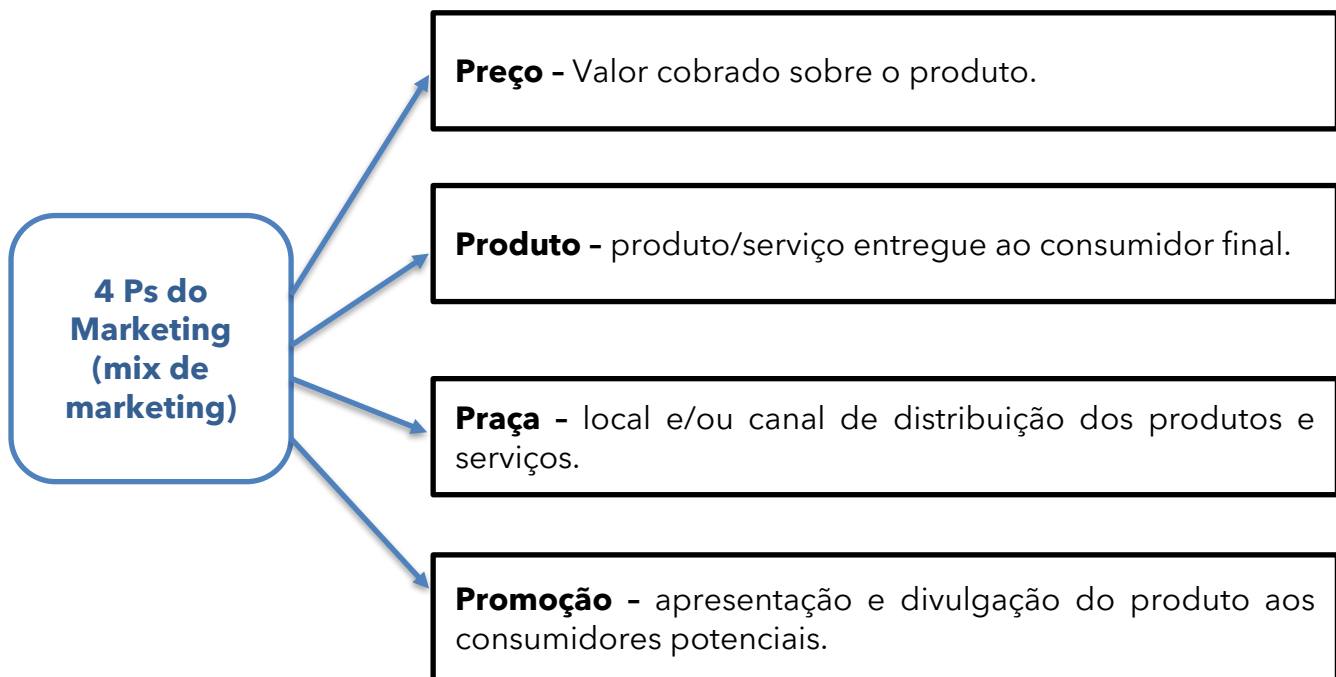 Preço – Valor cobrado sobre o produto.
Produto – produto/serviço entregue ao consumidor final.
4 Ps do
Marketing
(mix de
marketing)
Praça – local e/ou canal de distribuição dos produtos e
serviços.
Promoção – apresentação e divulgação do produto aos
consumidores potenciais.